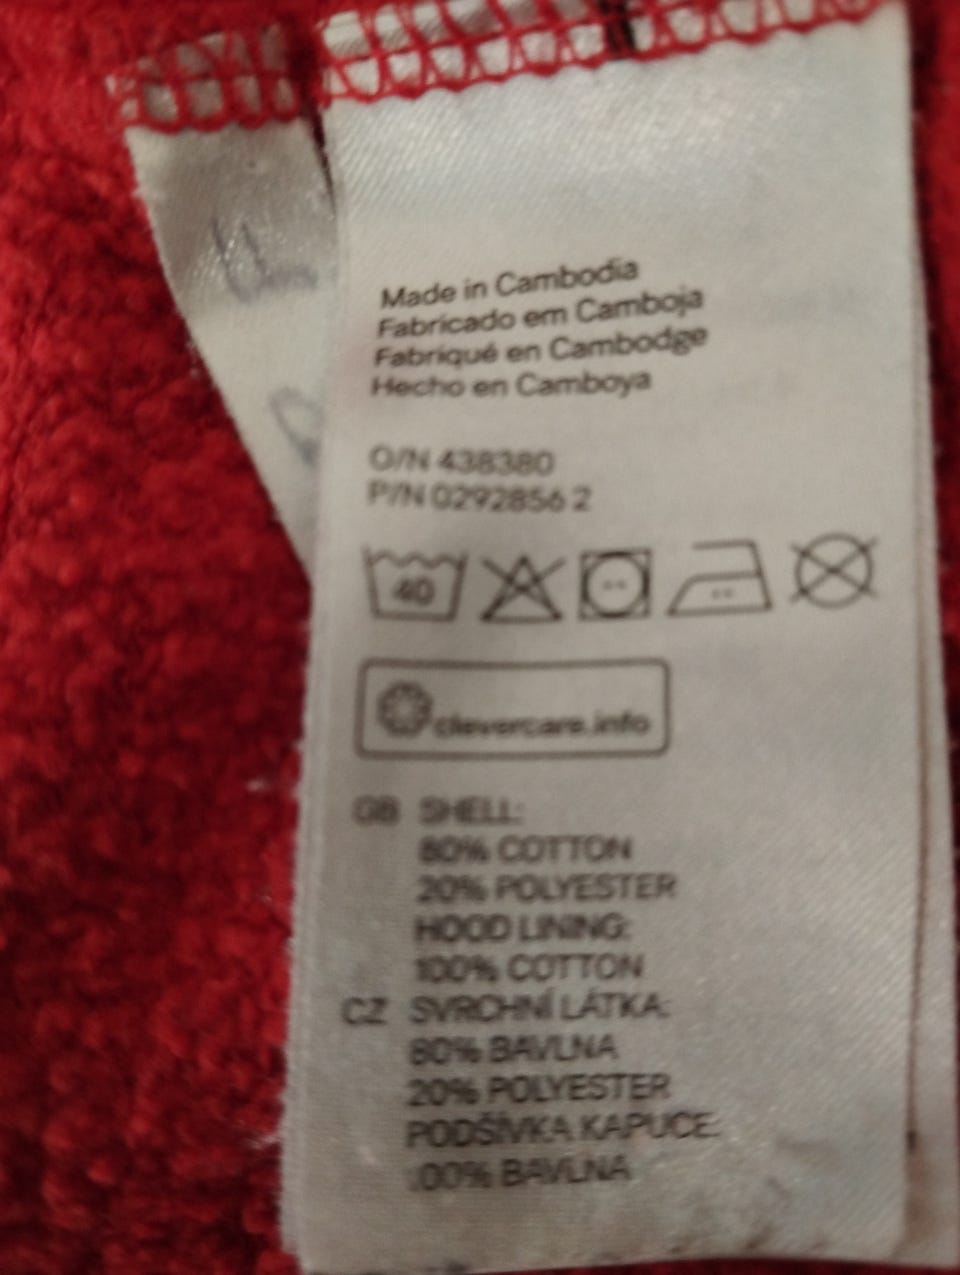 Made in Cambodia
Fabricado em Camboja
Fabriqué en Cambodge
Hecho en Camboya
O/N 438380
P/N 0292856 2
40
clevercare.info
GB SHELL:
80% COTTON
20% POLYESTER
HOOD LINING:
100% COTTON
CZ SVRCHNÍ LÁTKA:
80% BAVLNA
20% POLYESTER
PODŠÍVKA KAPUCE:
100% BAVLNA